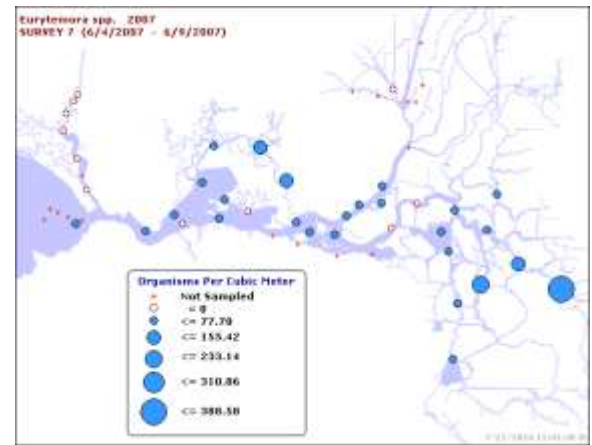 Eurytemora spp. 2007
SURVEY 7 (6/4/2007 - 6/9/2007)
Organisms Per Cubic Meter
Not Sampled
= 0
<= 77.70
<= 155.42
<= 233.14
<= 310.86
<= 388.58